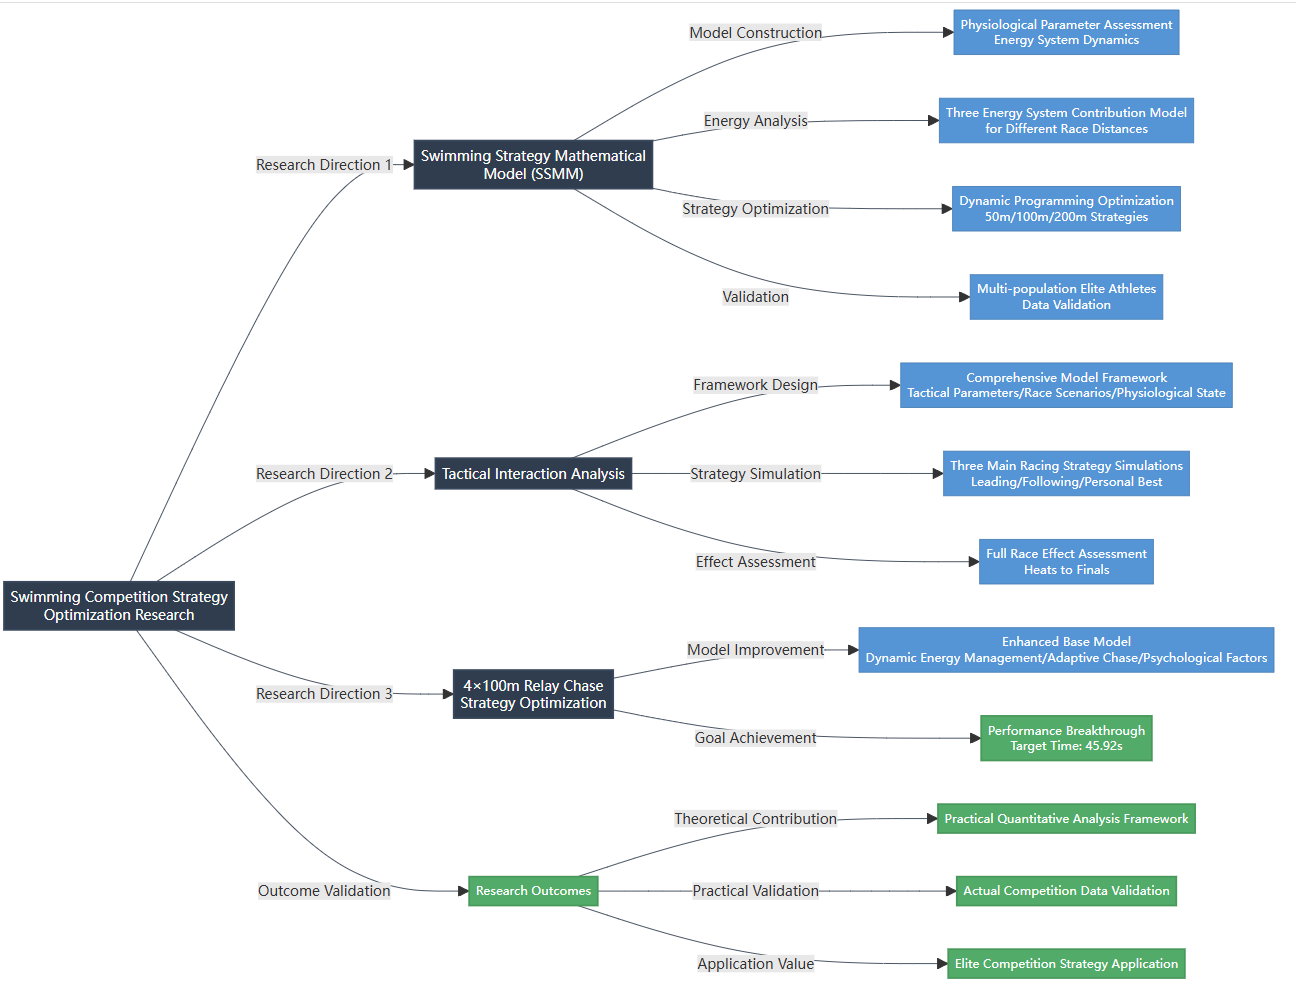 Swimming Competition Strategy
Optimization Research
Research Direction 1
Swimming Strategy Mathematical
Model (SSMM)
Model Construction
Physiological Parameter Assessment
Energy System Dynamics
Energy Analysis
Three Energy System Contribution Model
for Different Race Distances
Strategy Optimization
Dynamic Programming Optimization
50m/100m/200m Strategies
Validation
Multi-population Elite Athletes
Data Validation
Research Direction 2
Tactical Interaction Analysis
Framework Design
Comprehensive Model Framework
Tactical Parameters/Race Scenarios/Physiological State
Strategy Simulation
Three Main Racing Strategy Simulations
Leading/Following/Personal Best
Effect Assessment
Full Race Effect Assessment
Heats to Finals
Research Direction 3
4×100m Relay Chase
Strategy Optimization
Model Improvement
Enhanced Base Model
Dynamic Energy Management/Adaptive Chase/Psychological Factors
Goal Achievement
Performance Breakthrough
Target Time: 45.92s
Outcome Validation
Research Outcomes
Theoretical Contribution
Practical Quantitative Analysis Framework
Practical Validation
Actual Competition Data Validation
Application Value
Elite Competition Strategy Application